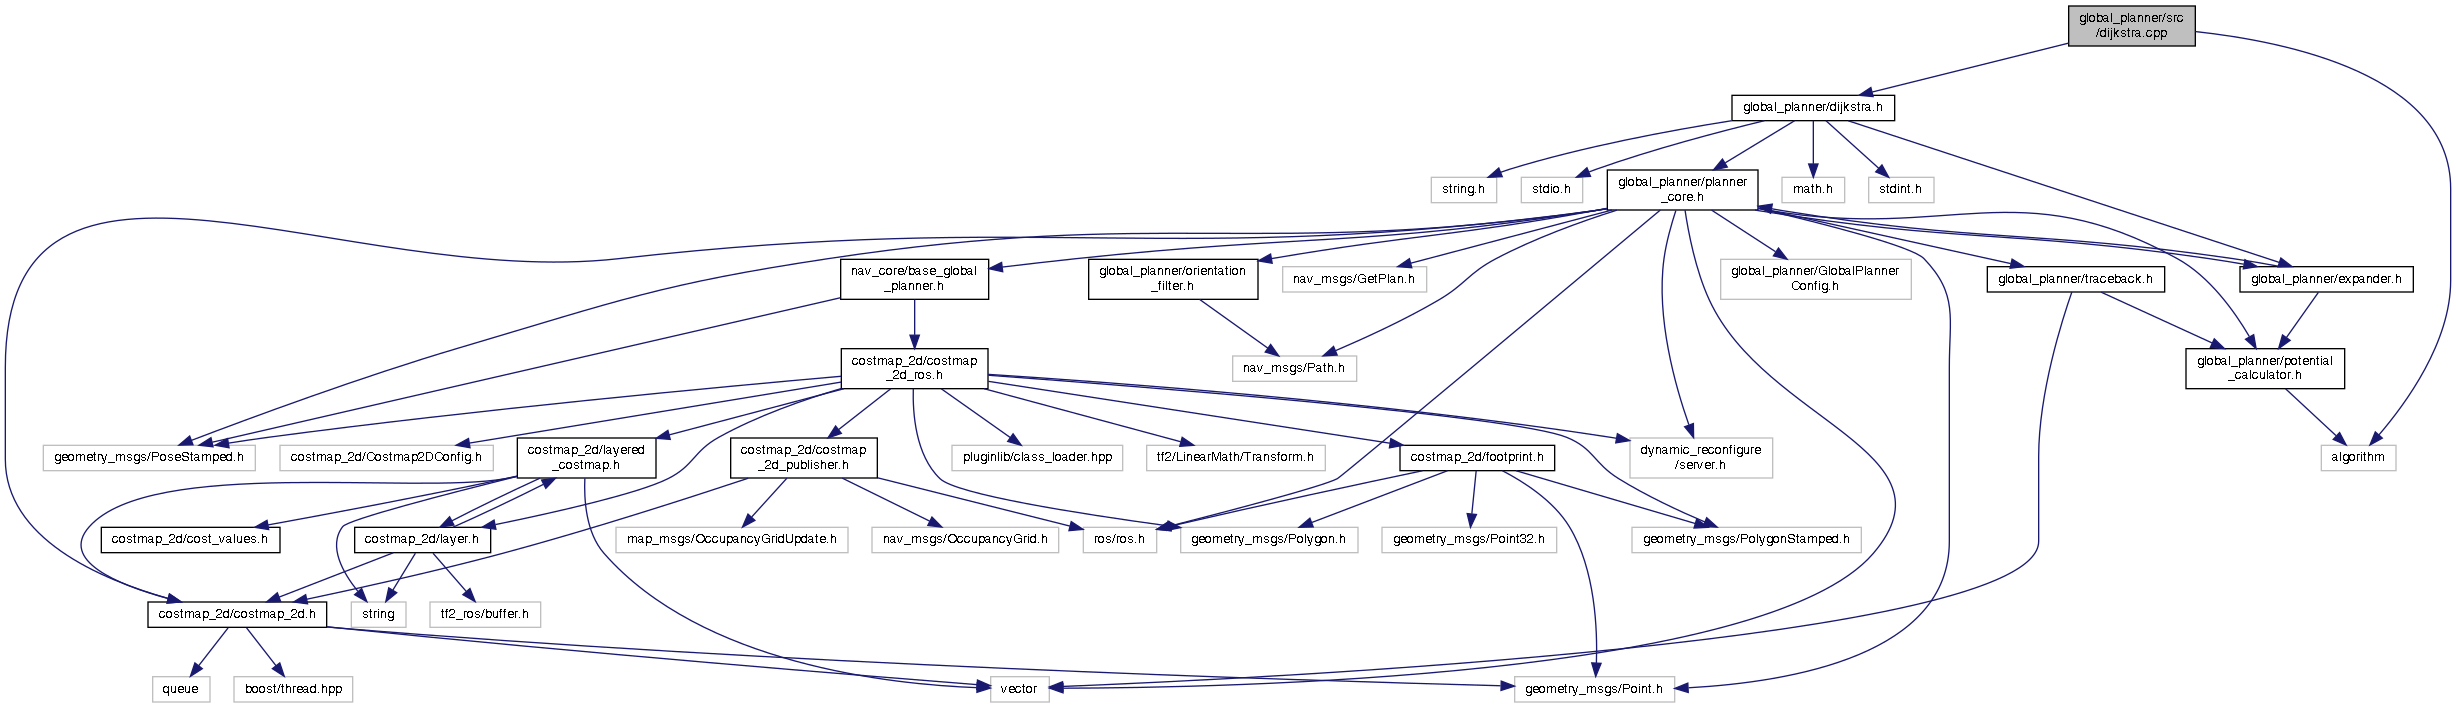 global_planner/src
/dijkstra.cpp
global_planner/dijkstra.h
string.h
stdio.h
global_planner/planner
_core.h
math.h
stdint.h
nav_core/base_global
_planner.h
global_planner/orientation
_filter.h
nav_msgs/GetPlan.h
global_planner/GlobalPlanner
Config.h
global_planner/traceback.h
global_planner/expander.h
costmap_2d/costmap
_2d_ros.h
nav_msgs/Path.h
global_planner/potential
_calculator.h
geometry_msgs/PoseStamped.h
costmap_2d/Costmap2DConfig.h
costmap_2d/layered
_costmap.h
costmap_2d/costmap
_2d_publisher.h
pluginlib/class_loader.hpp
tf2/LinearMath/Transform.h
costmap_2d/footprint.h
dynamic_reconfigure
/server.h
algorithm
costmap_2d/cost_values.h
costmap_2d/layer.h
map_msgs/OccupancyGridUpdate.h
nav_msgs/OccupancyGrid.h
ros/ros.h
geometry_msgs/Polygon.h
geometry_msgs/Point32.h
geometry_msgs/PolygonStamped.h
costmap_2d/costmap_2d.h
string
tf2_ros/buffer.h
queue
boost/thread.hpp
vector
geometry_msgs/Point.h